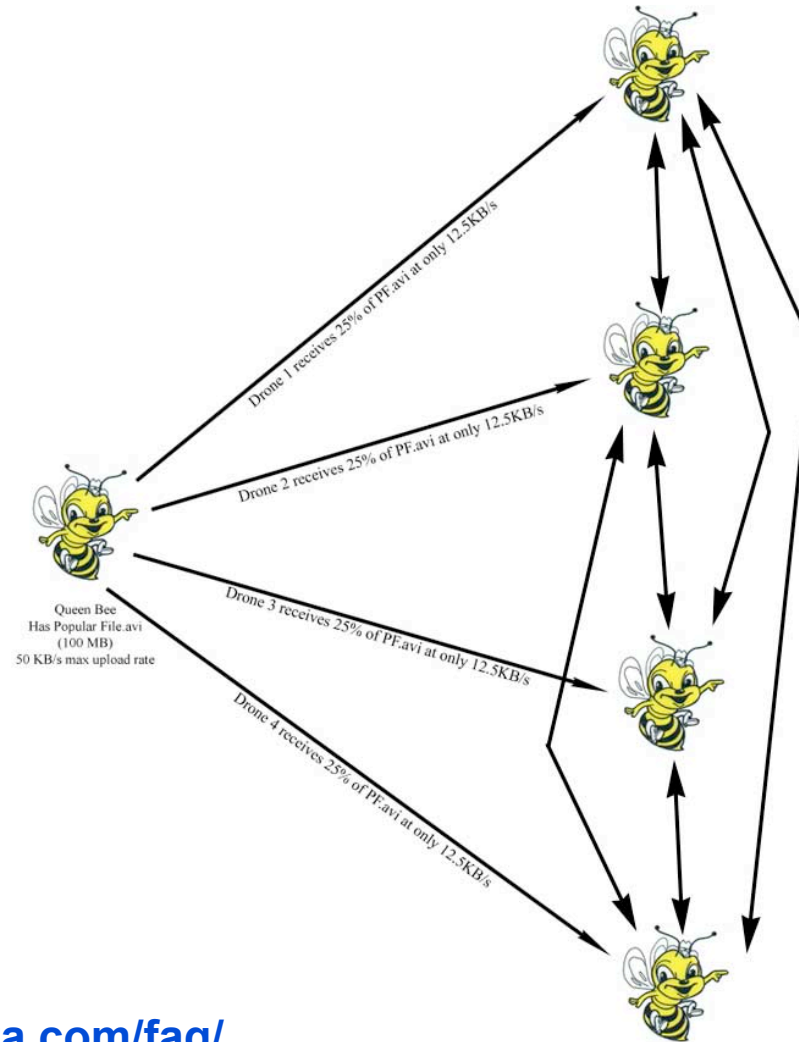 Drone 1 receives 25% of PF.avi at only 12.5KB/s
Drone 2 receives 25% of PF.avi at only 12.5KB/s
Queen Bee
Has Popular File.avi
(100 MB)
50 KB/s max upload rate
Drone 3 receives 25% of PF.avi at only 12.5KB/s
Drone 4 receives 25% of PF.avi at only 12.5KB/s
a.com/faq/